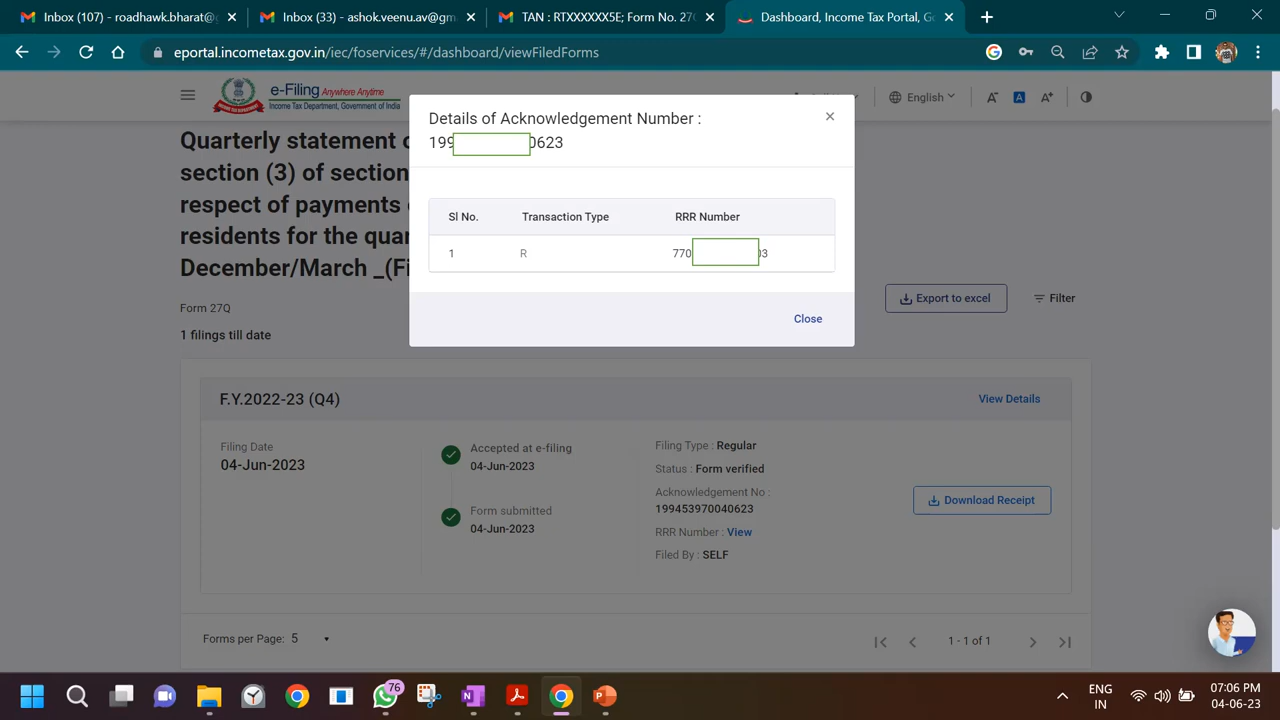 Inbox (107) - roadhawk.bharat@g
Inbox (33) - ashok.veenu.av@gm
TAN : RTXXXXXX5E; Form No. 27Q
Dashboard, Income Tax Portal, Go
eportal.incometax.gov.in/iec/foservices/#/dashboard/viewFiledForms
e-Filing Anywhere Anytime
Income Tax Department, Government of India
English
A-
A
A+
Details of Acknowledgement Number :
199 0623
Quarterly statement o
section (3) of section
respect of payments
residents for the quar
December/March _(Fi
Sl No. Transaction Type RRR Number
1 R 770 3
Close
Form 27Q
1 filings till date
Export to excel
Filter
F.Y.2022-23 (Q4)
View Details
Filing Date
04-Jun-2023
Accepted at e-filing
04-Jun-2023
Form submitted
04-Jun-2023
Filing Type : Regular
Status : Form verified
Acknowledgement No :
199453970040623
RRR Number : View
Filed By : SELF
Download Receipt
Forms per Page: 5
1 - 1 of 1
76
ENG
IN
07:06 PM
04-06-23